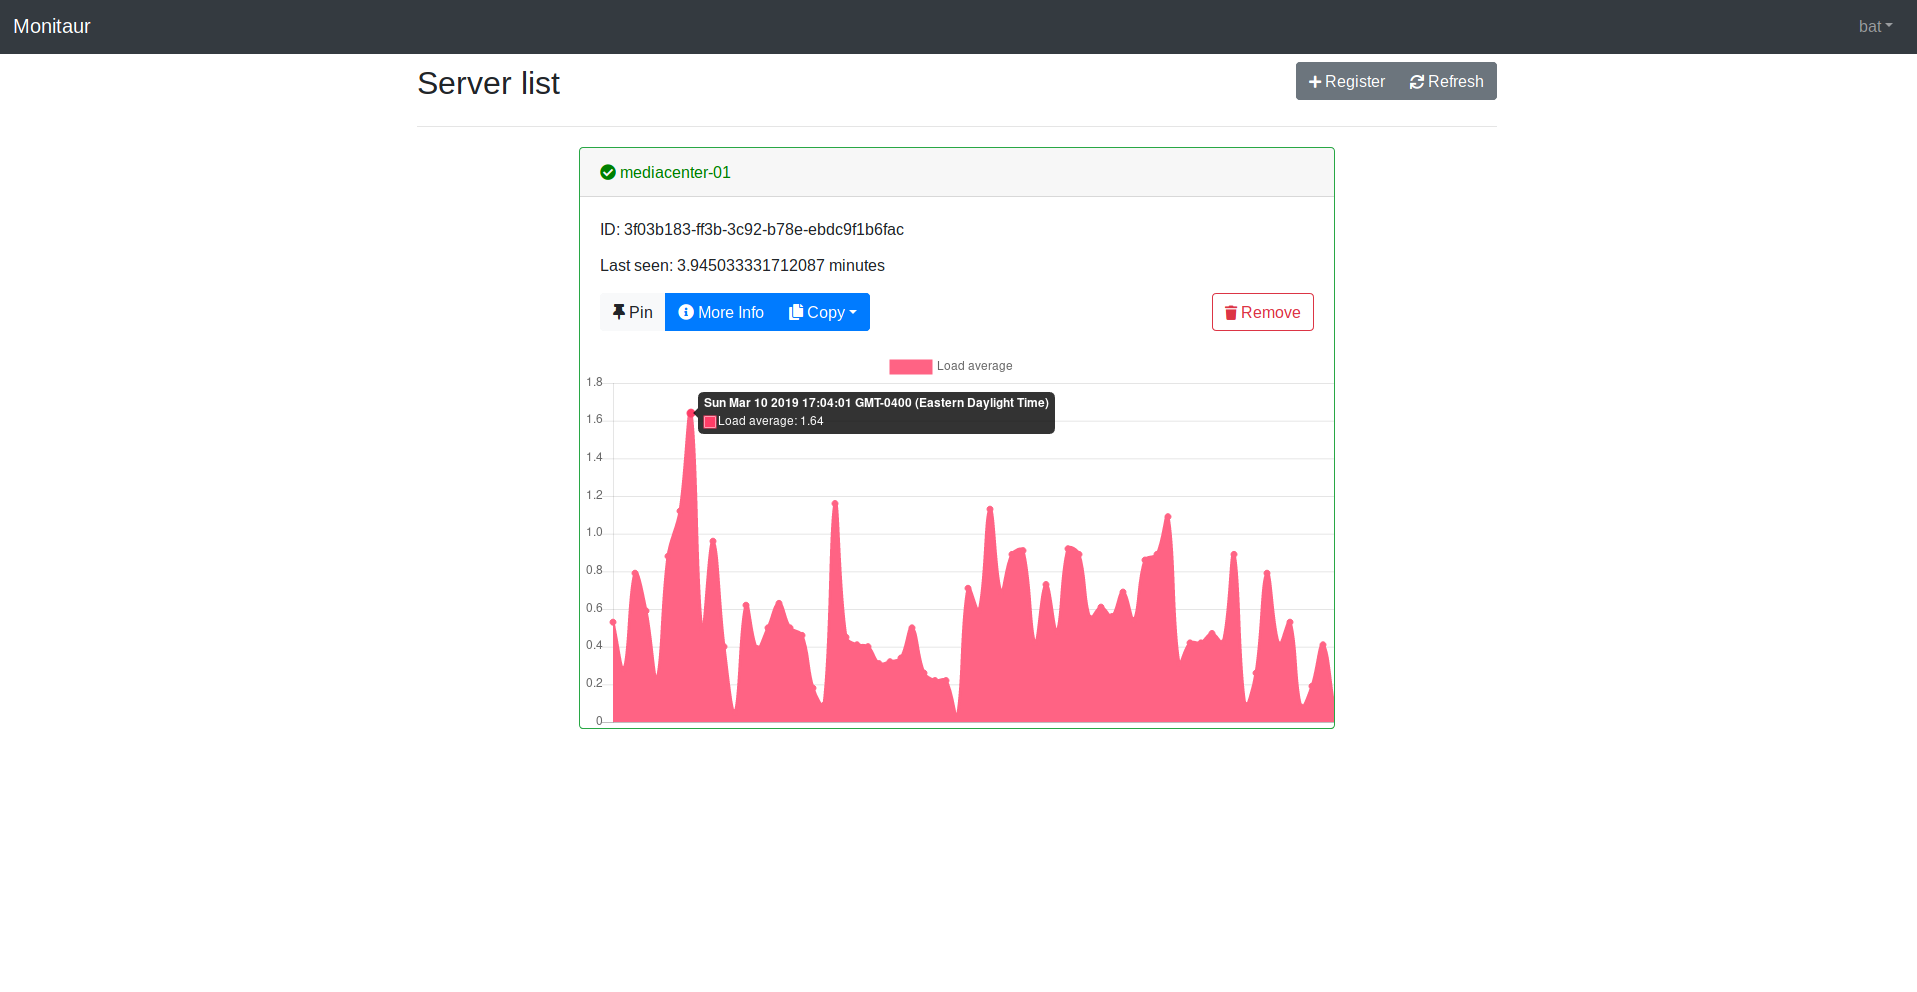 Monitaur
bat
Server list
Register
Refresh
mediacenter-01
ID: 3f03b183-ff3b-3c92-b78e-ebdc9f1b6fac
Last seen: 3.945033331712087 minutes
Pin
More Info
Copy
Remove
Load average
1.8
Sun Mar 10 2019 17:04:01 GMT-0400 (Eastern Daylight Time)
Load average: 1.64
1.6
1.4
1.2
1.0
0.8
0.6
0.4
0.2
0